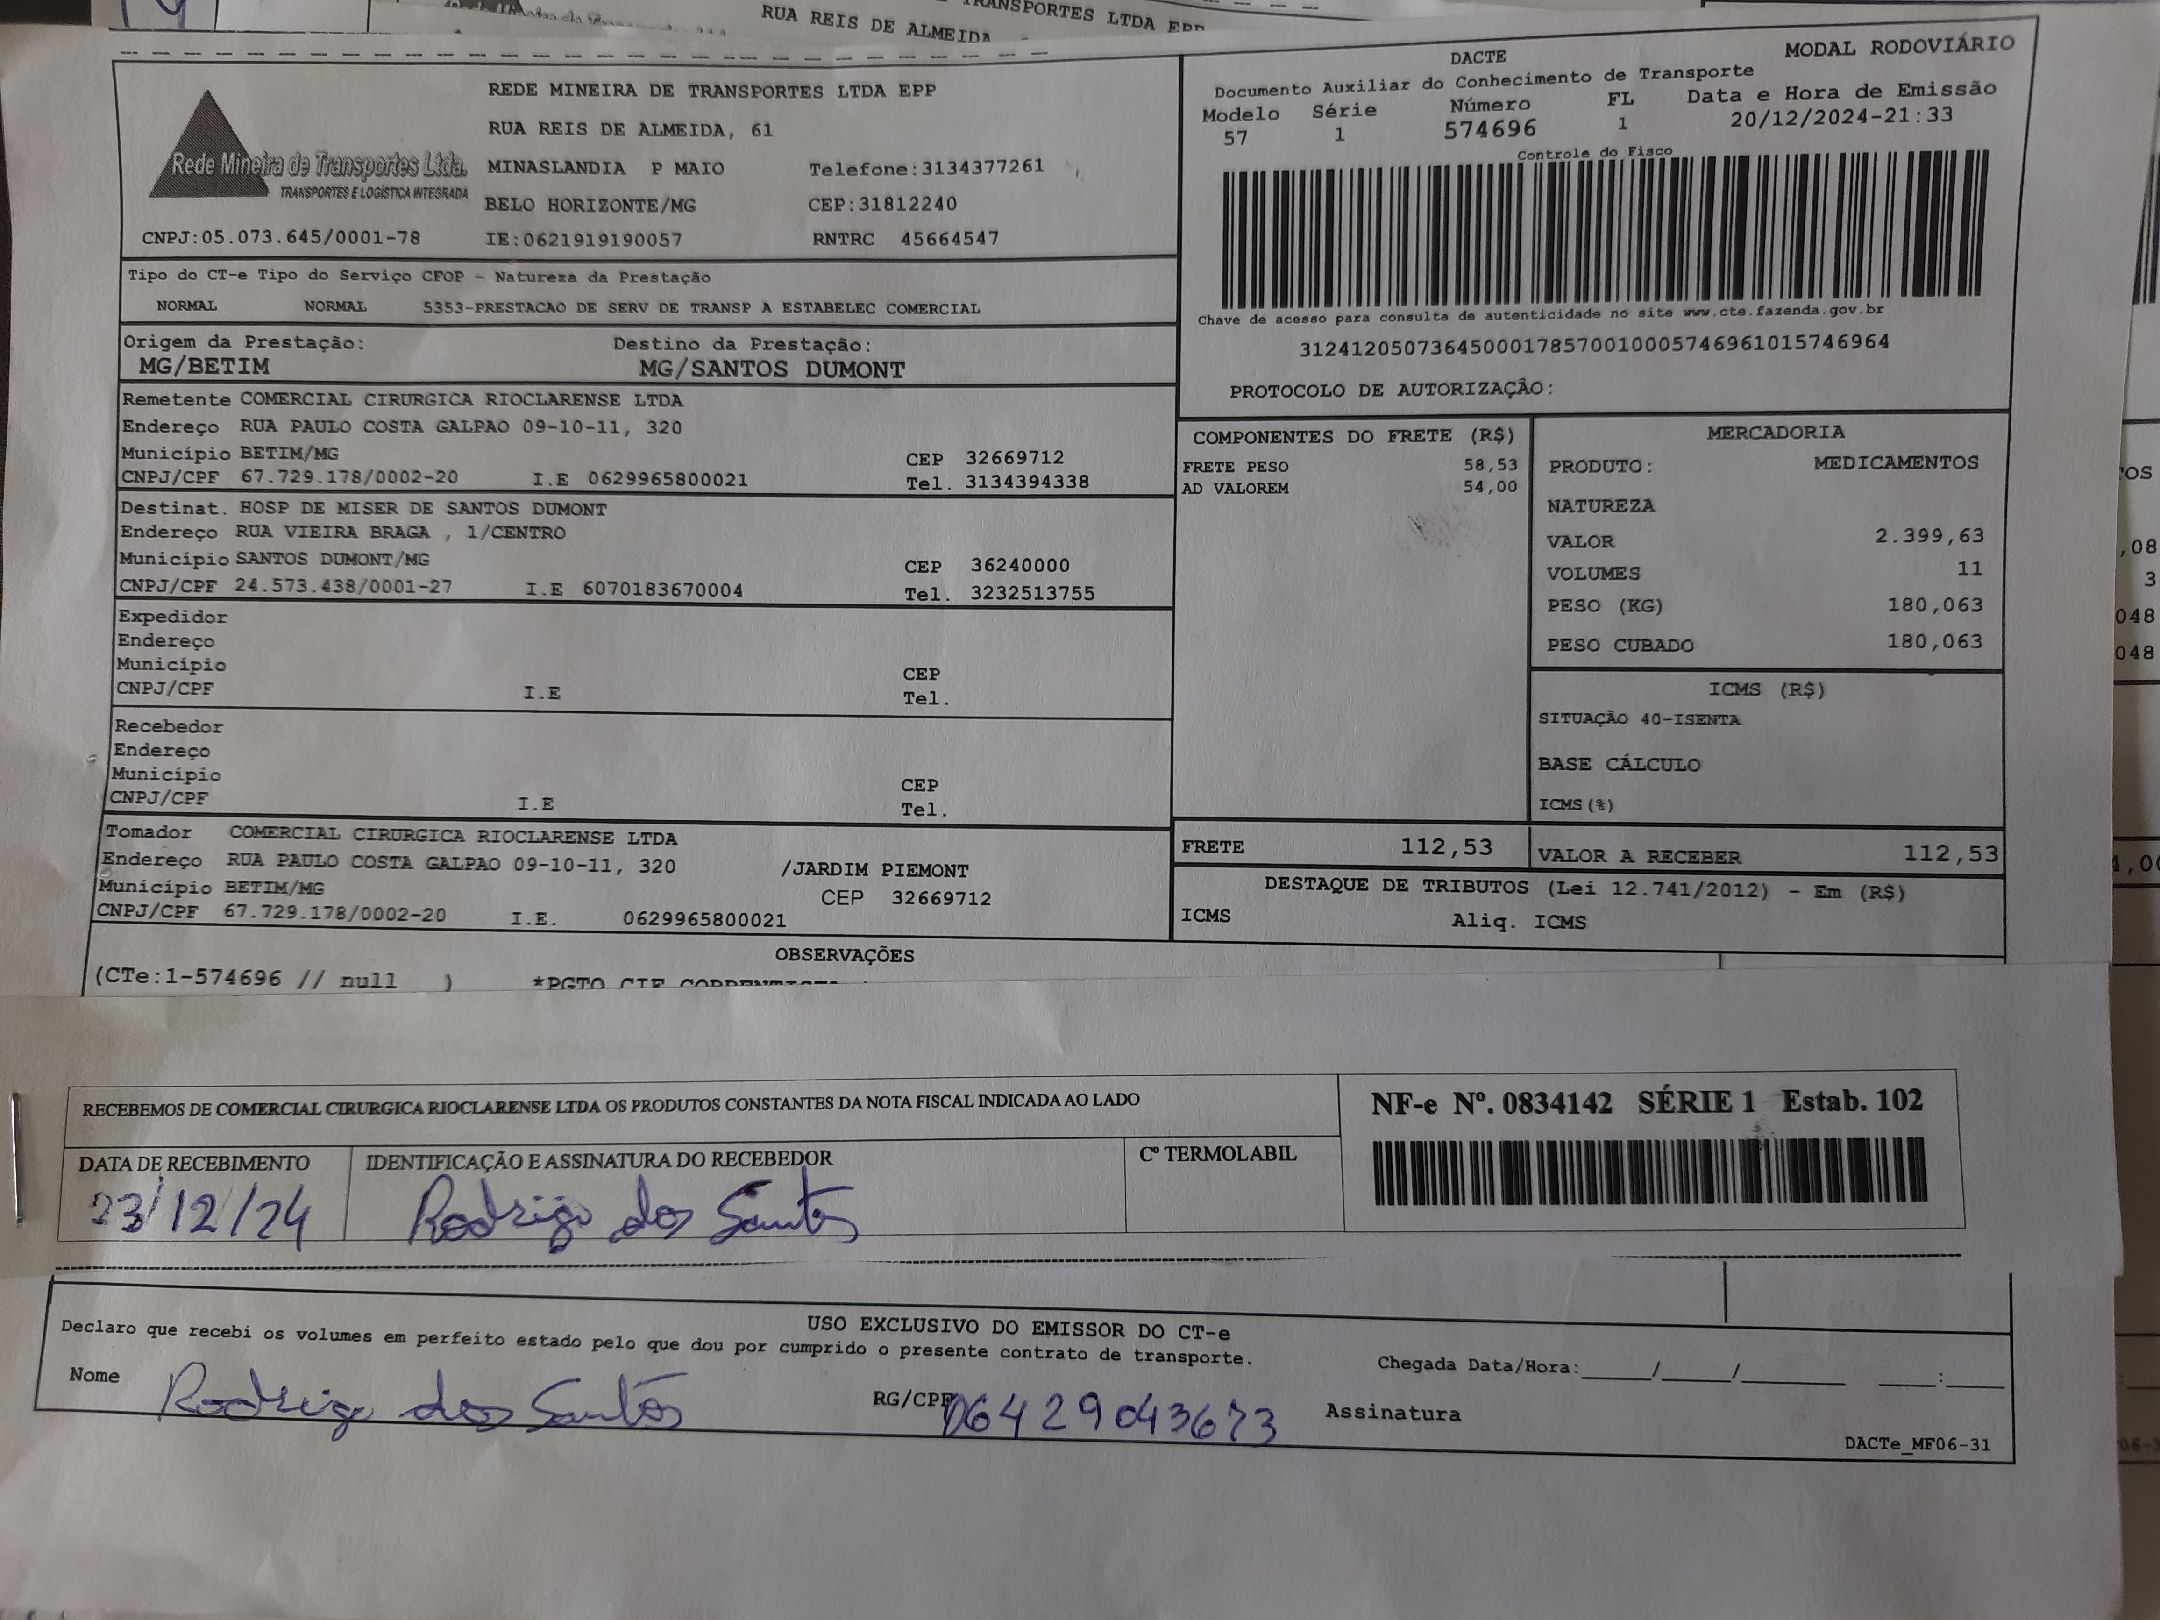 RUA REIS DE ALMEIDA
TRANSPORTES LTDA EPP
Rede Mineira de Transportes Ltda.
TRANSPORTES E LOGÍSTICA INTEGRADA
REDE MINEIRA DE TRANSPORTES LTDA EPP
RUA REIS DE ALMEIDA, 61
MINASLANDIA P MAIO Telefone:3134377261
BELO HORIZONTE/MG CEP:31812240
CNPJ:05.073.645/0001-78 IE:0621919190057 RNTRC 45664547
DACTE MODAL RODOVIÁRIO
Documento Auxiliar do Conhecimento de Transporte
Modelo Série Número FL Data e Hora de Emissão
57 1 574696 1 20/12/2024-21:33
Controle do Fisco
Chave de acesso para consulta de autenticidade no site www.cte.fazenda.gov.br
31241205073645000178570010005746961015746964
PROTOCOLO DE AUTORIZAÇÃO:
Tipo do CT-e Tipo do Serviço CFOP - Natureza da Prestação
NORMAL NORMAL 5353-PRESTACAO DE SERV DE TRANSP A ESTABELEC COMERCIAL
Origem da Prestação: Destino da Prestação:
MG/BETIM MG/SANTOS DUMONT
Remetente COMERCIAL CIRURGICA RIOCLARENSE LTDA
Endereço RUA PAULO COSTA GALPAO 09-10-11, 320
Município BETIM/MG CEP 32669712
CNPJ/CPF 67.729.178/0002-20 I.E 0629965800021 Tel. 3134394338
Destinat. HOSP DE MISER DE SANTOS DUMONT
Endereço RUA VIEIRA BRAGA , 1/CENTRO
Município SANTOS DUMONT/MG CEP 36240000
CNPJ/CPF 24.573.438/0001-27 I.E 6070183670004 Tel. 3232513755
Expedidor
Endereço
Município CEP
CNPJ/CPF I.E Tel.
Recebedor
Endereço
Município CEP
CNPJ/CPF I.E Tel.
Tomador COMERCIAL CIRURGICA RIOCLARENSE LTDA
Endereço RUA PAULO COSTA GALPAO 09-10-11, 320 /JARDIM PIEMONT
Município BETIM/MG CEP 32669712
CNPJ/CPF 67.729.178/0002-20 I.E. 0629965800021
COMPONENTES DO FRETE (R$)
FRETE PESO 58,53
AD VALOREM 54,00
MERCADORIA
PRODUTO: MEDICAMENTOS
NATUREZA
VALOR 2.399,63
VOLUMES 11
PESO (KG) 180,063
PESO CUBADO 180,063
ICMS (R$)
SITUAÇÃO 40-ISENTA
BASE CÁLCULO
ICMS(%)
FRETE 112,53 VALOR A RECEBER 112,53
DESTAQUE DE TRIBUTOS (Lei 12.741/2012) - Em (R$)
ICMS Aliq. ICMS
OBSERVAÇÕES
(CTe:1-574696 // null ) *PGTO CIF
RECEBEMOS DE COMERCIAL CIRURGICA RIOCLARENSE LTDA OS PRODUTOS CONSTANTES DA NOTA FISCAL INDICADA AO LADO
NF-e Nº. 0834142 SÉRIE 1 Estab. 102
DATA DE RECEBIMENTO IDENTIFICAÇÃO E ASSINATURA DO RECEBEDOR Cº TERMOLABIL
23/12/24 Rodrigo dos Santos
USO EXCLUSIVO DO EMISSOR DO CT-e
Declaro que recebi os volumes em perfeito estado pelo que dou por cumprido o presente contrato de transporte.
Chegada Data/Hora:_____/_____/_______ ____:____
Nome Rodrigo dos Santos RG/CPF 06429043673 Assinatura
DACTe_MF06-31